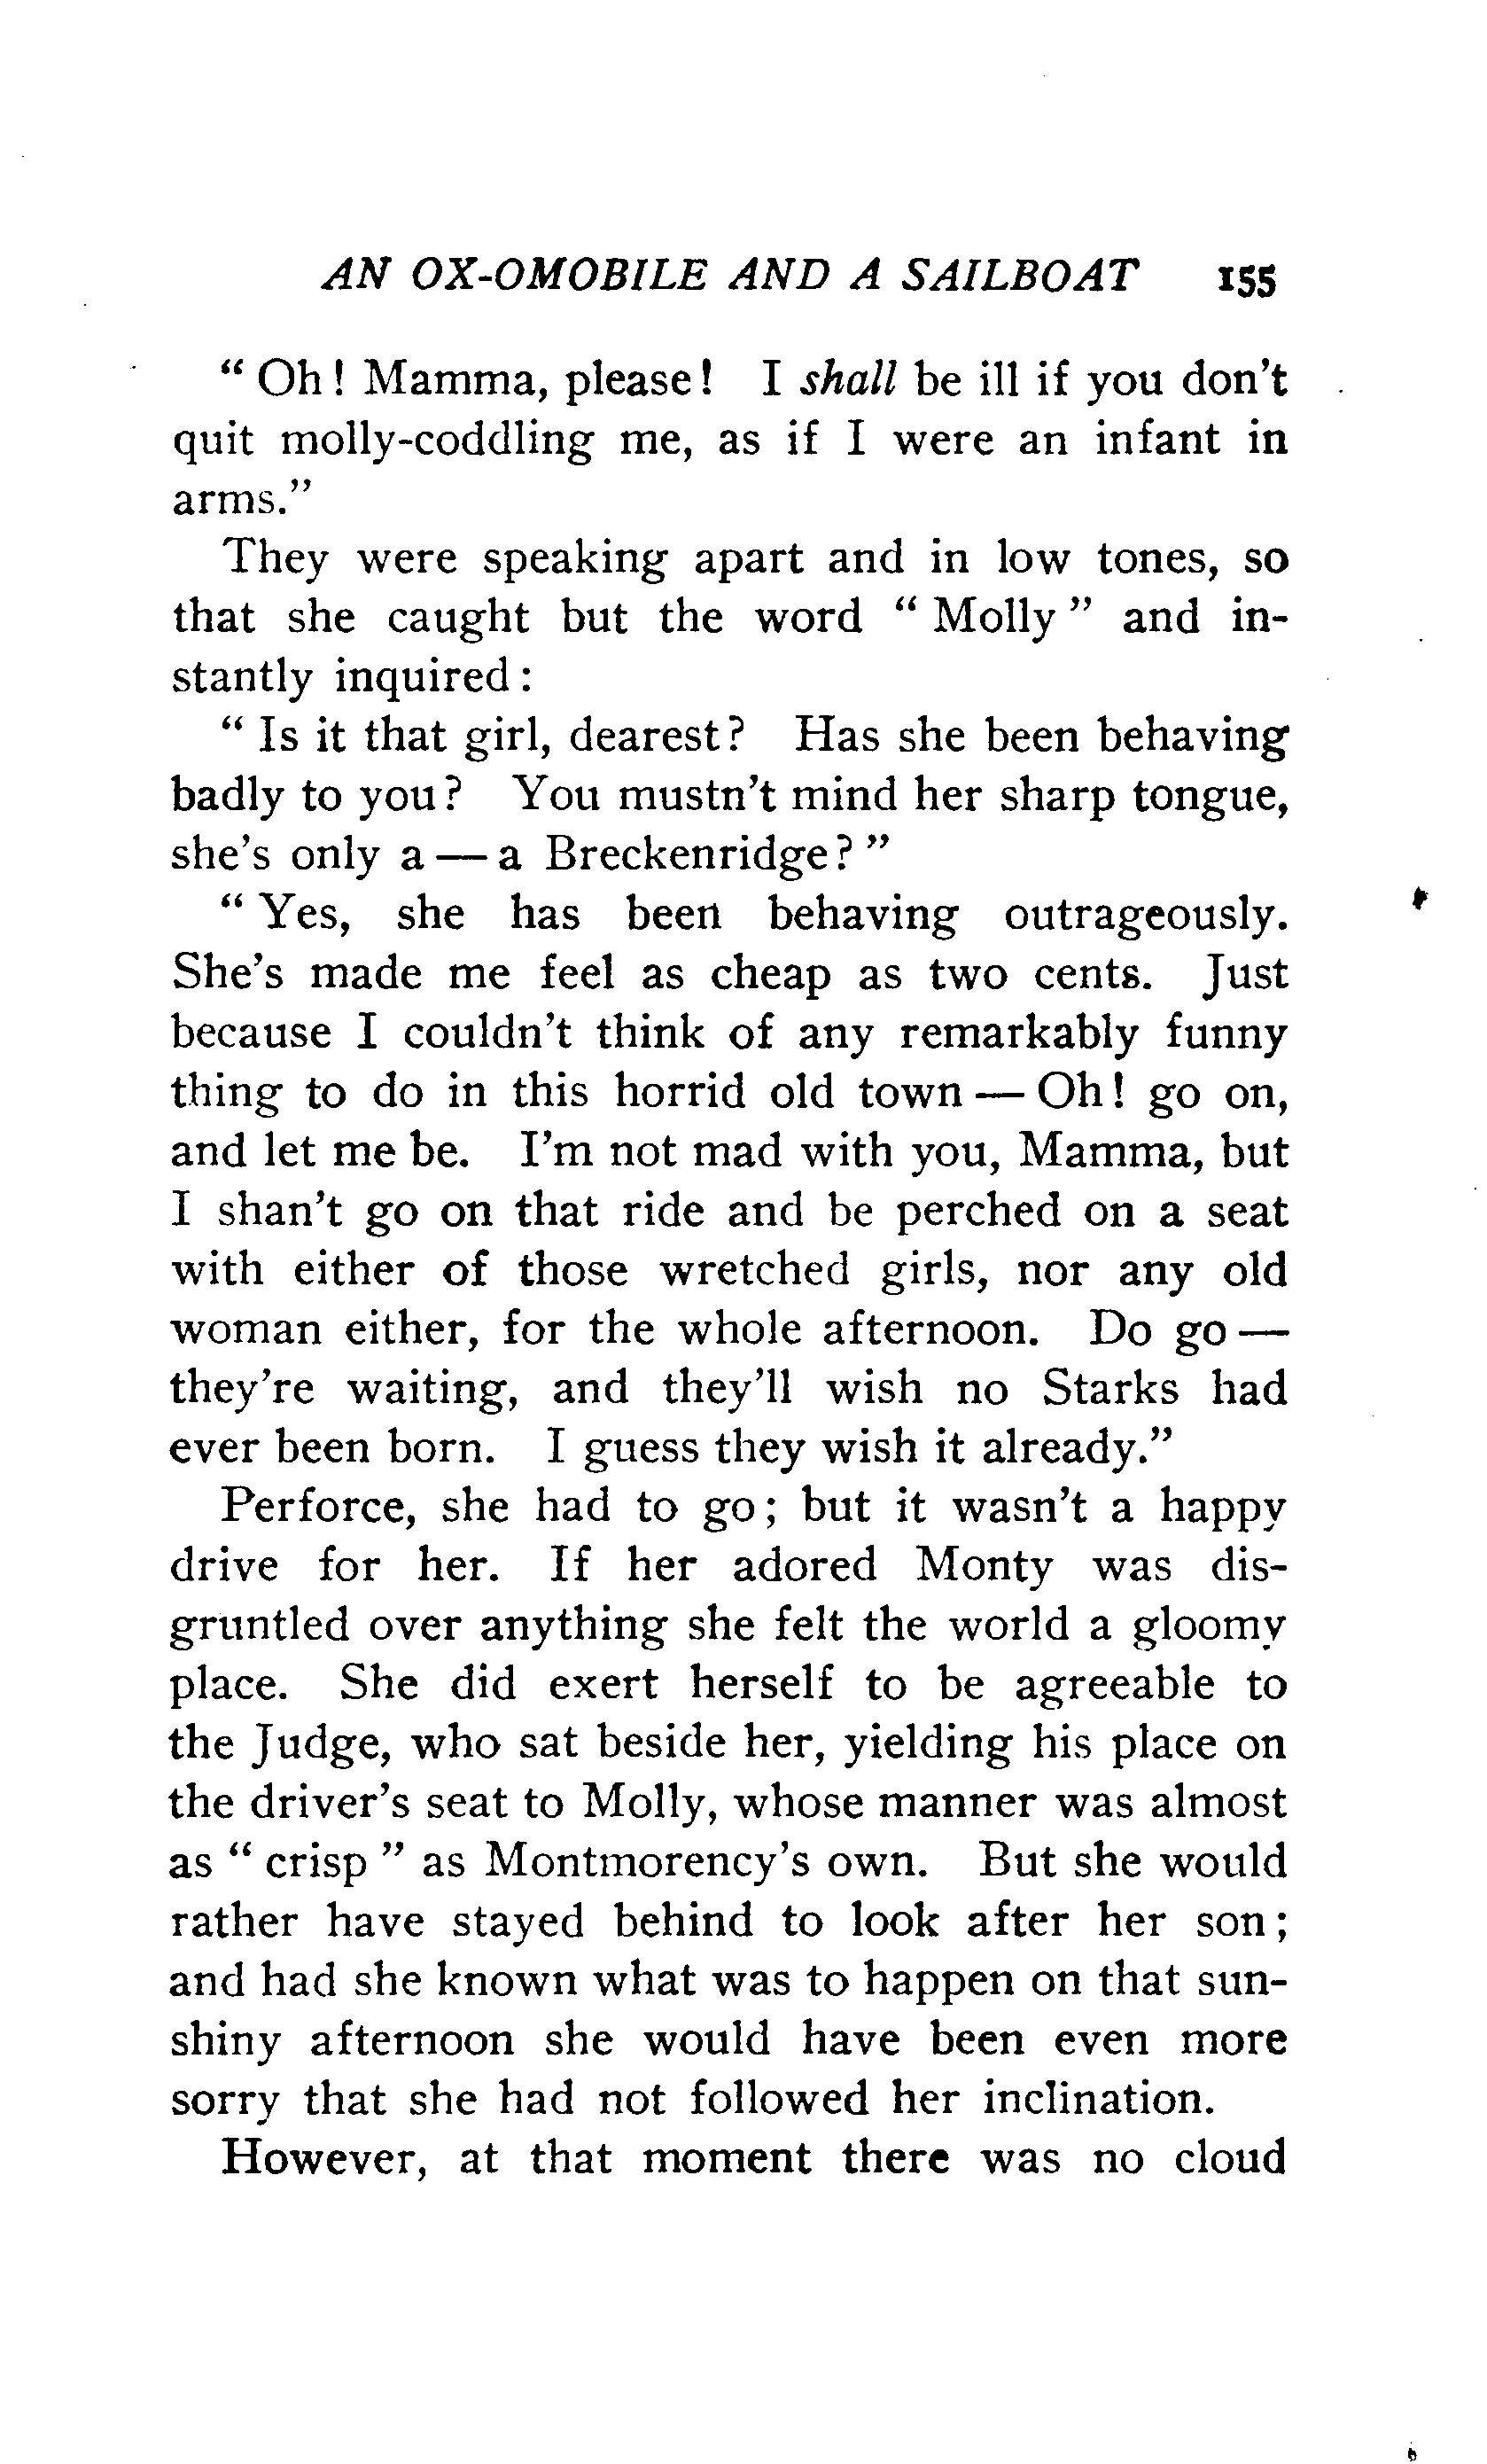 AN OX-OMOBILE AND A SAILBOAT 155
" Oh! Mamma, please! I shall be ill if you don't
quit molly-coddling me, as if I were an infant in
arms."
They were speaking apart and in low tones, so
that she caught but the word " Molly " and in-
stantly inquired:
" Is it that girl, dearest? Has she been behaving
badly to you? You mustn't mind her sharp tongue,
she's only a — a Breckenridge? "
" Yes, she has been behaving outrageously.
She's made me feel as cheap as two cents. Just
because I couldn't think of any remarkably funny
thing to do in this horrid old town — Oh! go on,
and let me be. I'm not mad with you, Mamma, but
I shan't go on that ride and be perched on a seat
with either of those wretched girls, nor any old
woman either, for the whole afternoon. Do go —
they're waiting, and they'll wish no Starks had
ever been born. I guess they wish it already."
Perforce, she had to go; but it wasn't a happy
drive for her. If her adored Monty was dis-
gruntled over anything she felt the world a gloomy
place. She did exert herself to be agreeable to
the Judge, who sat beside her, yielding his place on
the driver's seat to Molly, whose manner was almost
as " crisp " as Montmorency's own. But she would
rather have stayed behind to look after her son;
and had she known what was to happen on that sun-
shiny afternoon she would have been even more
sorry that she had not followed her inclination.
However, at that moment there was no cloud